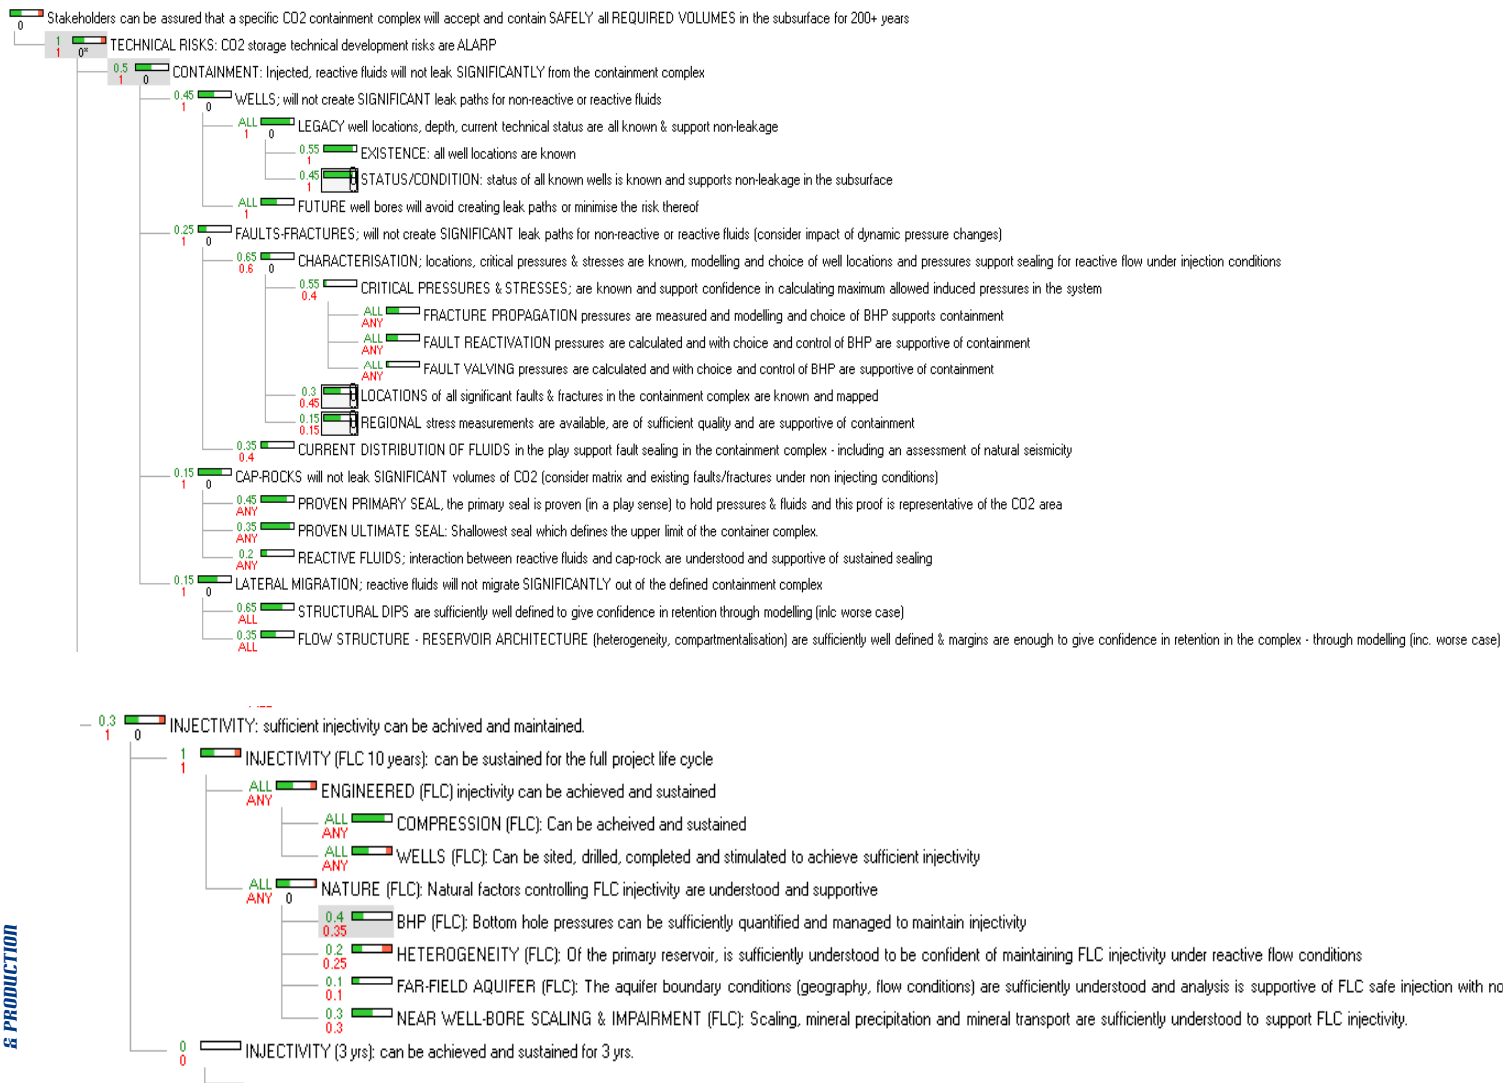 Stakeholders can be assured that a specific CO2 containment complex will accept and contain SAFELY all REQUIRED VOLUMES in the subsurface for 200+ years
0
1 TECHNICAL RISKS: CO2 storage technical development risks are ALARP
1 0*
0.5 CONTAINMENT: Injected, reactive fluids will not leak SIGNIFICANTLY from the containment complex
1 0
0.45 WELLS; will not create SIGNIFICANT leak paths for non-reactive or reactive fluids
1 0
ALL LEGACY well locations, depth, current technical status are all known & support non-leakage
1 0
0.55 EXISTENCE: all well locations are known
1
0.45 STATUS/CONDITION: status of all known wells is known and supports non-leakage in the subsurface
1
ALL FUTURE well bores will avoid creating leak paths or minimise the risk thereof
1
0.25 FAULTS-FRACTURES; will not create SIGNIFICANT leak paths for non-reactive or reactive fluids (consider impact of dynamic pressure changes)
1 0
0.65 CHARACTERISATION; locations, critical pressures & stresses are known, modelling and choice of well locations and pressures support sealing for reactive flow under injection conditions
0.6 0
0.55 CRITICAL PRESSURES & STRESSES; are known and support confidence in calculating maximum allowed induced pressures in the system
0.4
ALL FRACTURE PROPAGATION pressures are measured and modelling and choice of BHP supports containment
ANY
ALL FAULT REACTIVATION pressures are calculated and with choice and control of BHP are supportive of containment
ANY
ALL FAULT VALVING pressures are calculated and with choice and control of BHP are supportive of containment
ANY
0.3 LOCATIONS of all significant faults & fractures in the containment complex are known and mapped
0.45
0.15 REGIONAL stress measurements are available, are of sufficient quality and are supportive of containment
0.15
0.35 CURRENT DISTRIBUTION OF FLUIDS in the play support fault sealing in the containment complex - including an assessment of natural seismicity
0.4
0.15 CAP-ROCKS will not leak SIGNIFICANT volumes of CO2 (consider matrix and existing faults/fractures under non injecting conditions)
1 0
0.45 PROVEN PRIMARY SEAL, the primary seal is proven (in a play sense) to hold pressures & fluids and this proof is representative of the CO2 area
ANY
0.35 PROVEN ULTIMATE SEAL: Shallowest seal which defines the upper limit of the container complex.
ANY
0.2 REACTIVE FLUIDS; interaction between reactive fluids and cap-rock are understood and supportive of sustained sealing
ANY
0.15 LATERAL MIGRATION; reactive fluids will not migrate SIGNIFICANTLY out of the defined containment complex
1 0
0.65 STRUCTURAL DIPS are sufficiently well defined to give confidence in retention through modelling (inlc worse case)
ALL
0.35 FLOW STRUCTURE - RESERVOIR ARCHITECTURE (heterogeneity, compartmentalisation) are sufficiently well defined & margins are enough to give confidence in retention in the complex - through modelling (inc. worse case)
ALL
0.3 INJECTIVITY: sufficient injectivity can be achived and maintained.
1 0
1 INJECTIVITY (FLC 10 years): can be sustained for the full project life cycle
1
ALL ENGINEERED (FLC) injectivity can be achieved and sustained
ANY
ALL COMPRESSION (FLC): Can be acheived and sustained
ANY
ALL WELLS (FLC): Can be sited, drilled, completed and stimulated to achieve sufficient injectivity
ANY
ALL NATURE (FLC): Natural factors controlling FLC injectivity are understood and supportive
ANY 0
0.4 BHP (FLC): Bottom hole pressures can be sufficiently quantified and managed to maintain injectivity
0.35
0.2 HETEROGENEITY (FLC): Of the primary reservoir, is sufficiently understood to be confident of maintaining FLC injectivity under reactive flow conditions
0.25
0.1 FAR-FIELD AQUIFER (FLC): The aquifer boundary conditions (geography, flow conditions) are sufficiently understood and analysis is supportive of FLC safe injection with no
0.1
0.3 NEAR WELL-BORE SCALING & IMPAIRMENT (FLC): Scaling, mineral precipitation and mineral transport are sufficiently understood to support FLC injectivity.
0.3
0 INJECTIVITY (3 yrs): can be achieved and sustained for 3 yrs.
0
& PRODUCTION